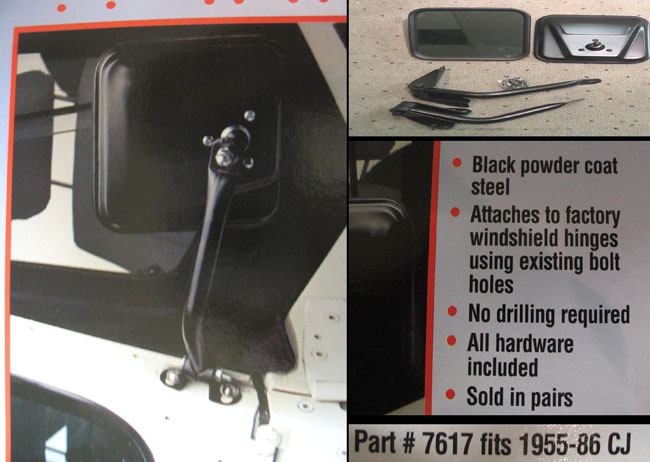 • Black powder coat
steel
• Attaches to factory
windshield hinges
using existing bolt
holes
• No drilling required
• All hardware
included
• Sold in pairs
Part # 7617 fits 1955-86 CJ